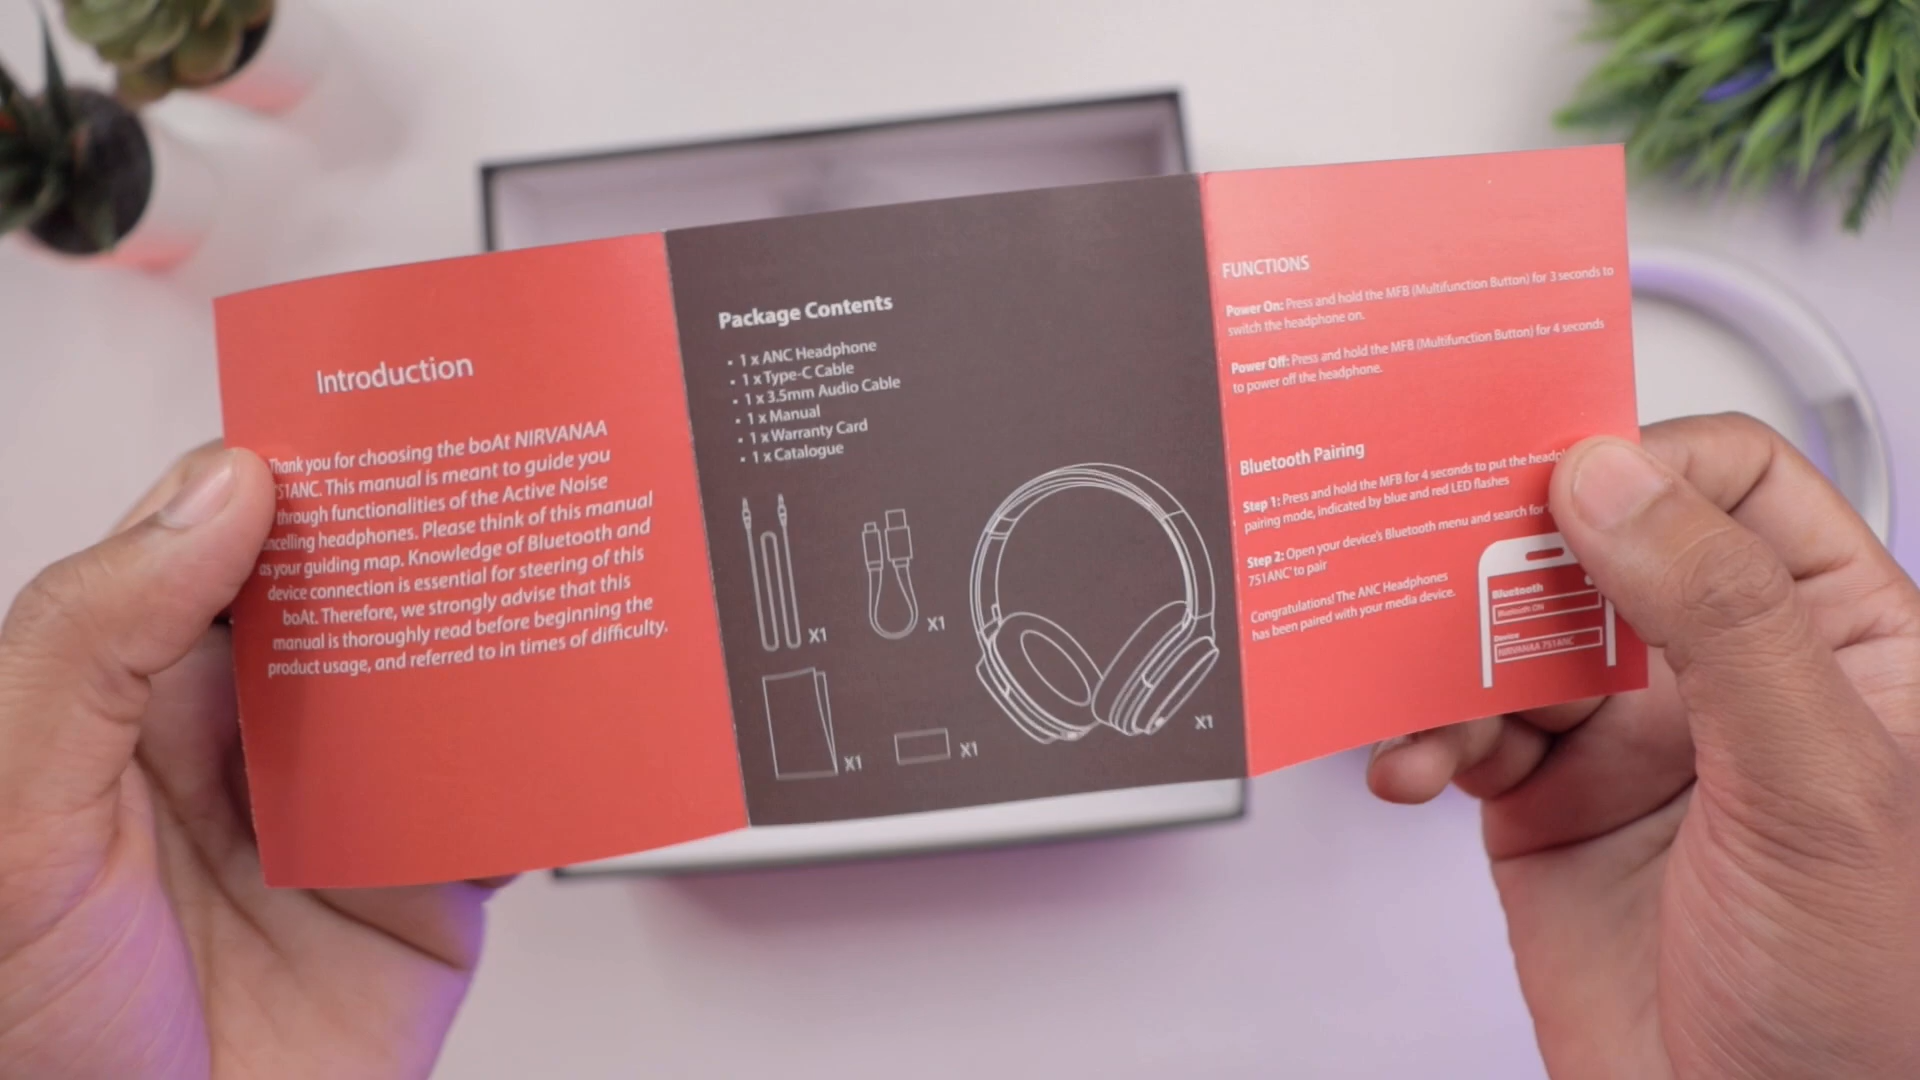 Introduction
Thank you for choosing the boAt NIRVANAA
751ANC. This manual is meant to guide you
through functionalities of the Active Noise
ncelling headphones. Please think of this manual
as your guiding map. Knowledge of Bluetooth and
device connection is essential for steering of this
boAt. Therefore, we strongly advise that this
manual is thoroughly read before beginning the
product usage, and referred to in times of difficulty.
Package Contents
• 1 x ANC Headphone
• 1 x Type-C Cable
• 1 x 3.5mm Audio Cable
• 1 x Manual
• 1 x Warranty Card
• 1 x Catalogue
X1
X1
X1
X1
X1
FUNCTIONS
Power On: Press and hold the MFB (Multifunction Button) for 3 seconds to
switch the headphone on.
Power Off: Press and hold the MFB (Multifunction Button) for 4 seconds
to power off the headphone.
Bluetooth Pairing
Step 1: Press and hold the MFB for 4 seconds to put the
pairing mode, indicated by blue and red LED flashes
Step 2: Open your device's Bluetooth menu and search for
751ANC' to pair
Congratulations! The ANC Headphones
has been paired with your media device.
Bluetooth
Bluetooth ON
Device
NIRVANAA 751ANC